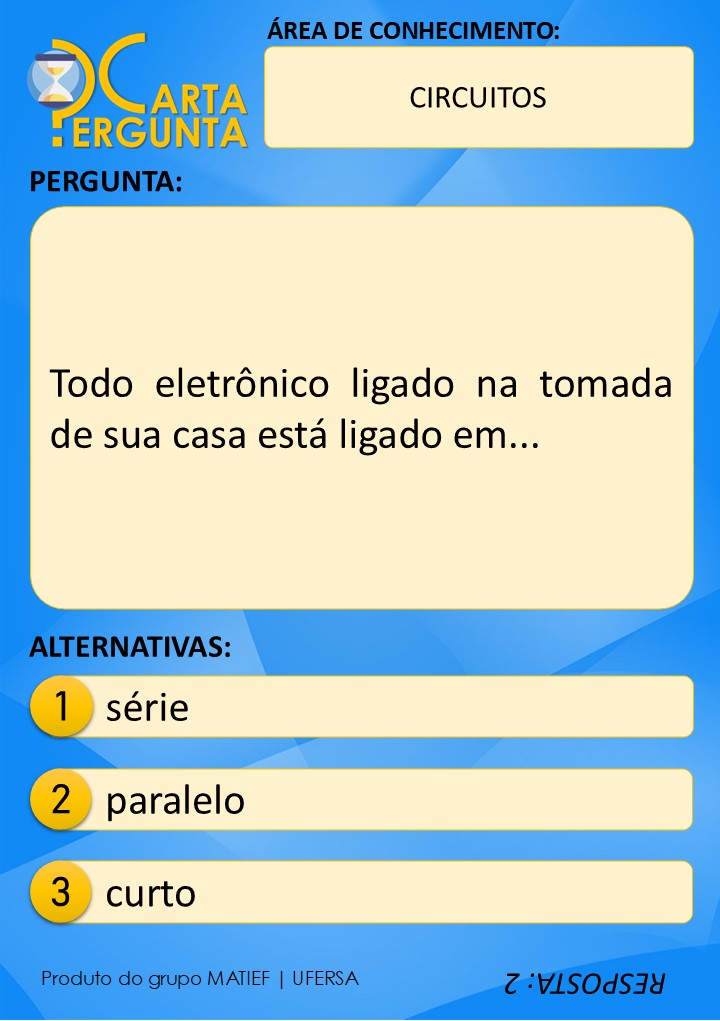 ÁREA DE CONHECIMENTO:
CARTA
PERGUNTA
CIRCUITOS
PERGUNTA:
Todo eletrônico ligado na tomada
de sua casa está ligado em...
ALTERNATIVAS:
1 série
2 paralelo
3 curto
Produto do grupo MATIEF | UFERSA
RESPOSTA: 2